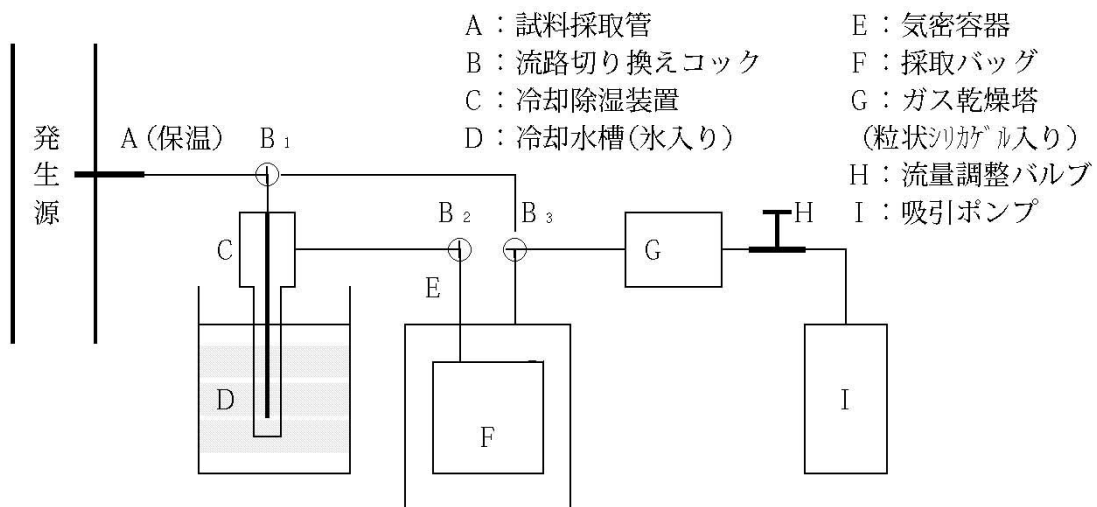 A：試料採取管
B：流路切り換えコック
C：冷却除湿装置
D：冷却水槽(氷入り)
E：気密容器
F：採取バッグ
G：ガス乾燥塔
(粒状ｼﾘｶｹﾞﾙ入り)
H：流量調整バルブ
I：吸引ポンプ
発生源
A(保温)
B₁
B₂
B₃
H
C
G
E
D
F
I